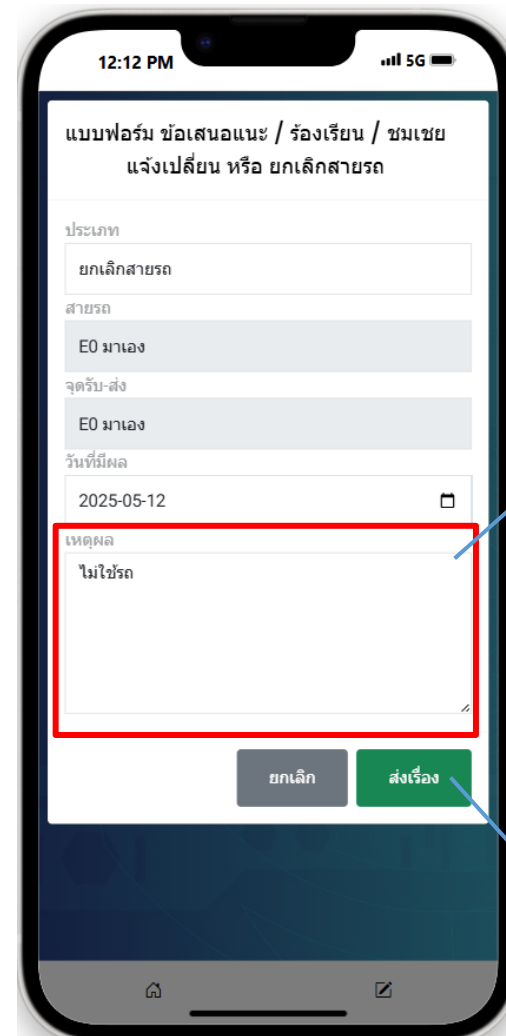 12:12 PM
5G
แบบฟอร์ม ข้อเสนอแนะ / ร้องเรียน / ชมเชย
แจ้งเปลี่ยน หรือ ยกเลิกสายรถ
ประเภท
ยกเลิกสายรถ
สายรถ
E0 มาเอง
จุดรับ-ส่ง
E0 มาเอง
วันที่มีผล
2025-05-12
เหตุผล
ไม่ใช้รถ
ยกเลิก
ส่งเรื่อง